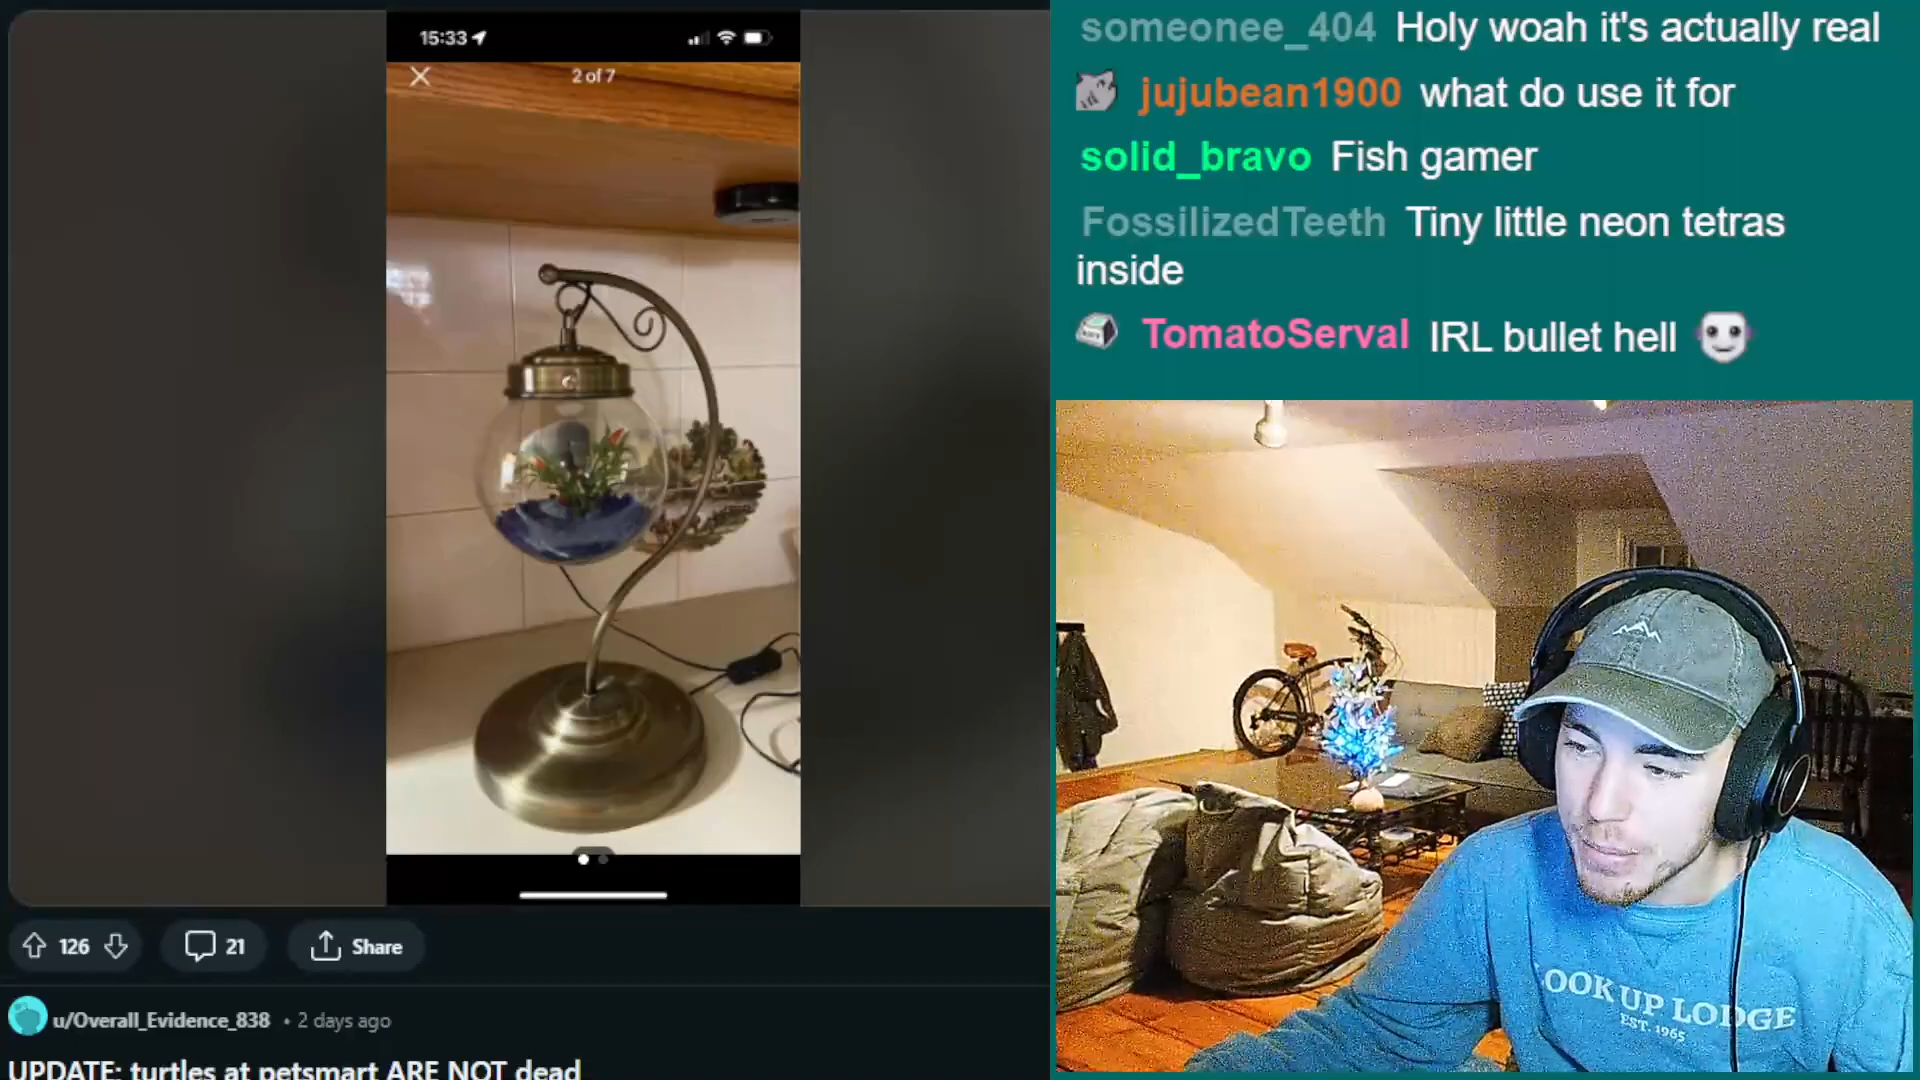 15:33
2 of 7
126
21
Share
u/Overall_Evidence_838 • 2 days ago
UPDATE: turtles at petsmart ARE NOT dead
someonee_404 Holy woah it's actually real
jujubean1900 what do use it for
solid_bravo Fish gamer
FossilizedTeeth Tiny little neon tetras
inside
TomatoServal IRL bullet hell
LOOK UP LODGE
EST. 1965